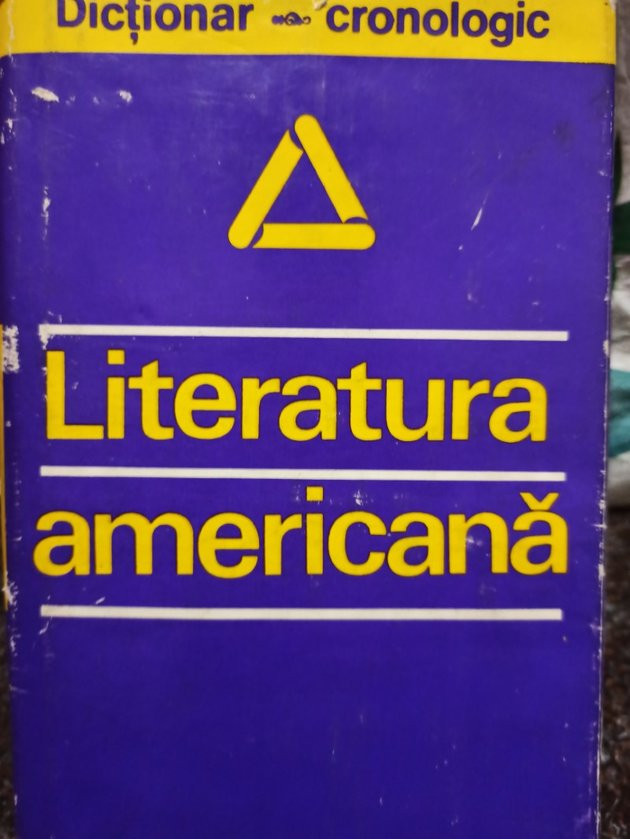 Dicționar cronologic
Literatura
americană